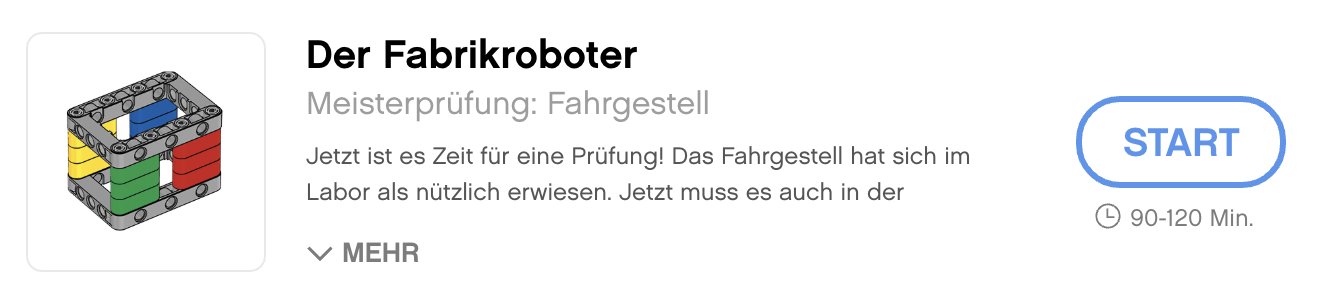 Der Fabrikroboter
Meisterprüfung: Fahrgestell
Jetzt ist es Zeit für eine Prüfung! Das Fahrgestell hat sich im
Labor als nützlich erwiesen. Jetzt muss es auch in der
MEHR
START
90-120 Min.